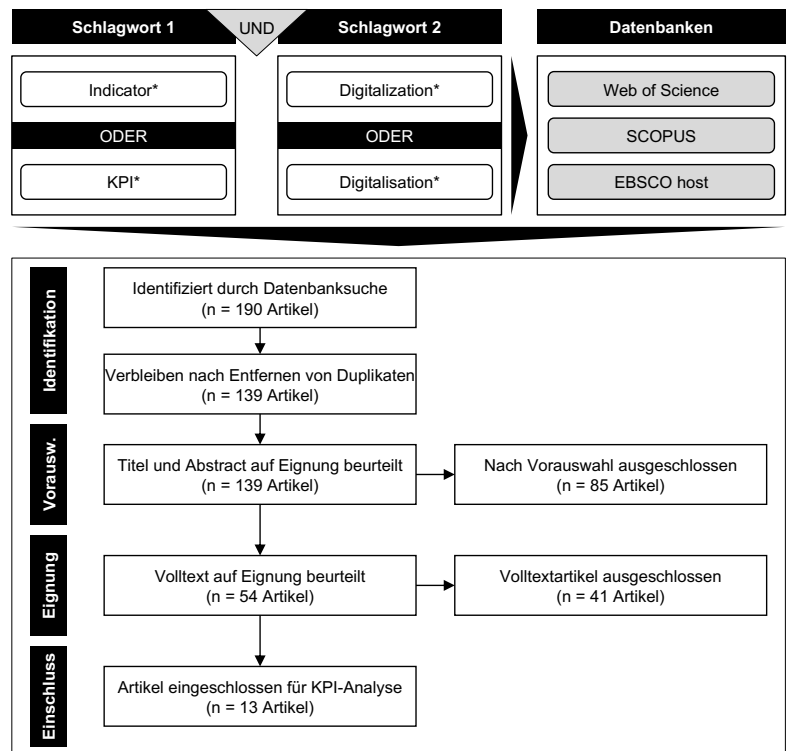 Schlagwort 1
UND
Schlagwort 2
Datenbanken
Indicator*
ODER
KPI*
Digitalization*
ODER
Digitalisation*
Web of Science
SCOPUS
EBSCO host
Identifikation
Identifiziert durch Datenbanksuche
(n = 190 Artikel)
Verbleiben nach Entfernen von Duplikaten
(n = 139 Artikel)
Vorausw.
Titel und Abstract auf Eignung beurteilt
(n = 139 Artikel)
Nach Vorauswahl ausgeschlossen
(n = 85 Artikel)
Eignung
Volltext auf Eignung beurteilt
(n = 54 Artikel)
Volltextartikel ausgeschlossen
(n = 41 Artikel)
Einschluss
Artikel eingeschlossen für KPI-Analyse
(n = 13 Artikel)